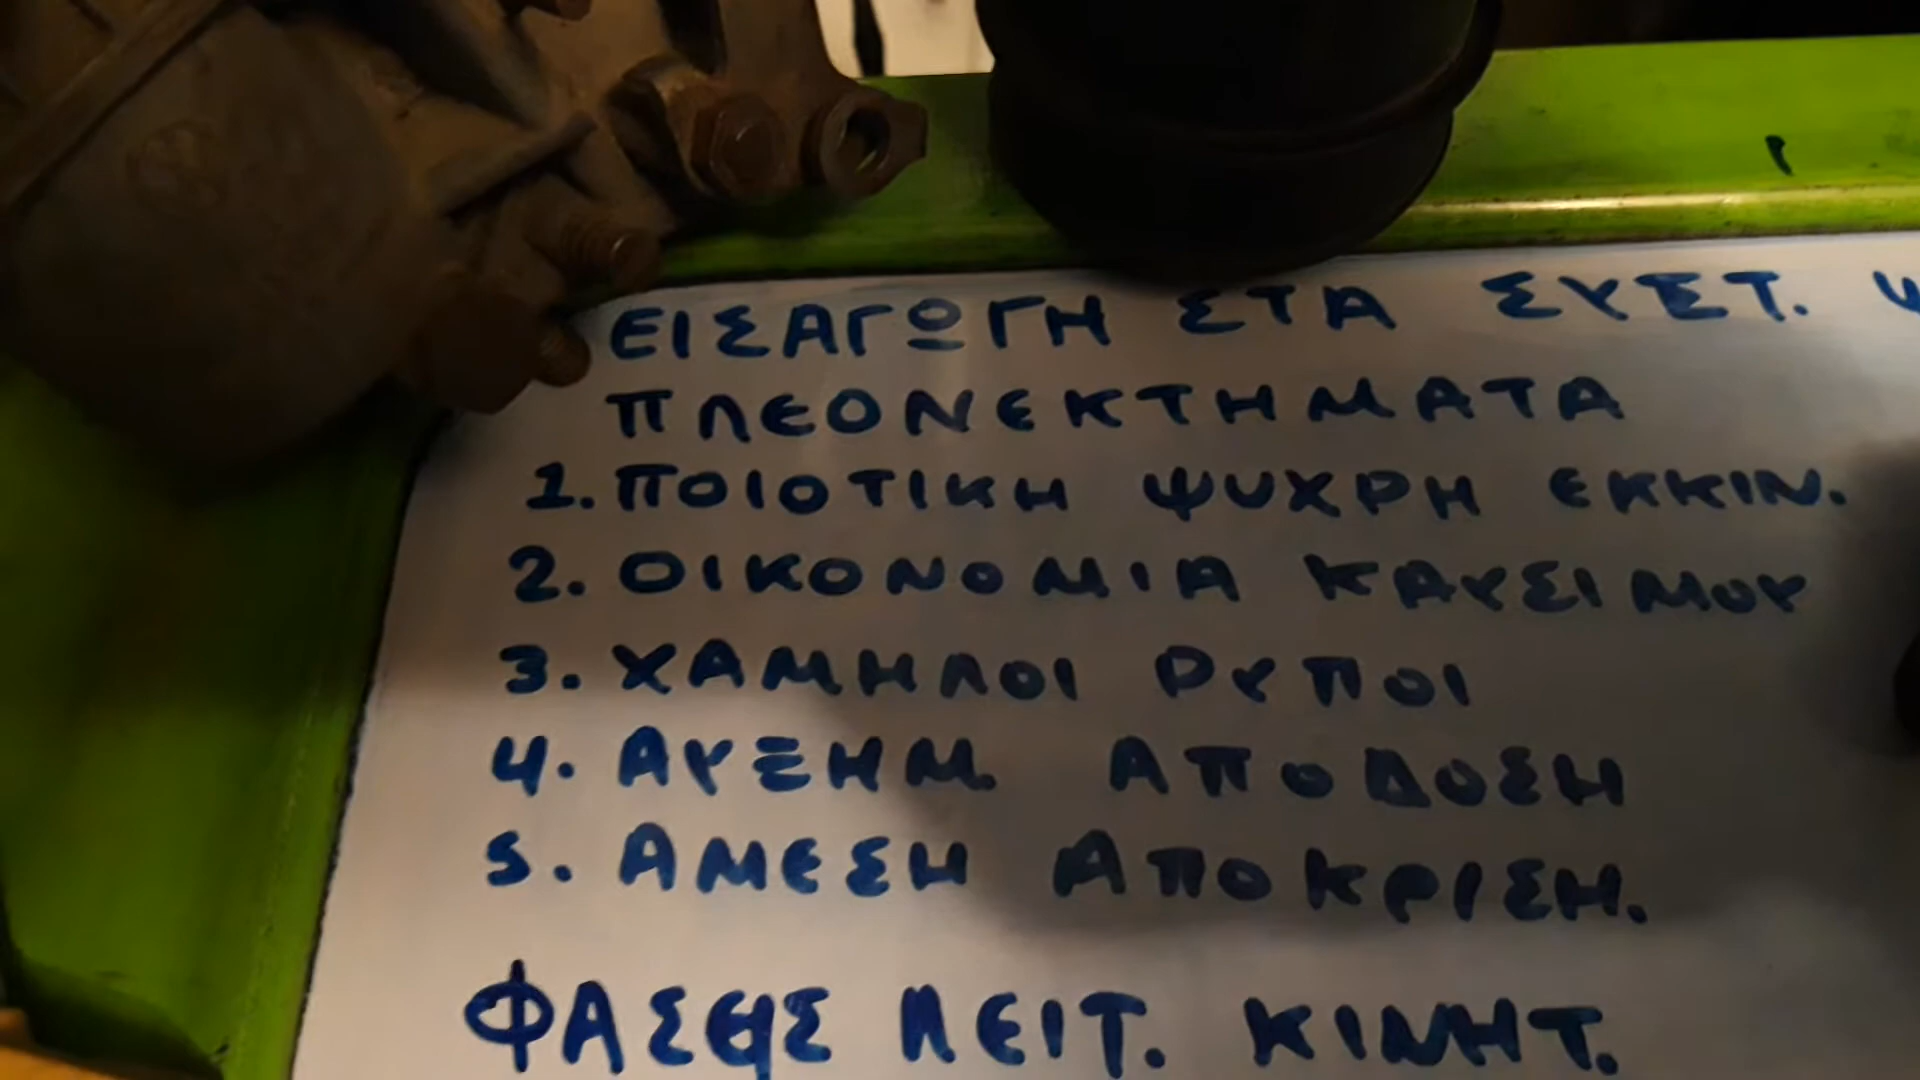 ΕΙΣΑΓΩΓΗ ΣΤΑ ΣΥΣΤ.
ΠΛΕΟΝΕΚΤΗΜΑΤΑ
1. ΠΟΙΟΤΙΚΗ ΨΥΧΡΗ ΕΚΚΙΝ.
2. ΟΙΚΟΝΟΜΙΑ ΚΑΥΣΙΜΟΥ
3. ΧΑΜΗΛΟΙ ΡΥΠΟΙ
4. ΑΥΞΗΜ. ΑΠΟΔΟΣΗ
5. ΑΜΕΣΗ ΑΠΟΚΡΙΣΗ.
ΦΑΣΕΙΣ ΛΕΙΤ. ΚΙΝΗΤ.